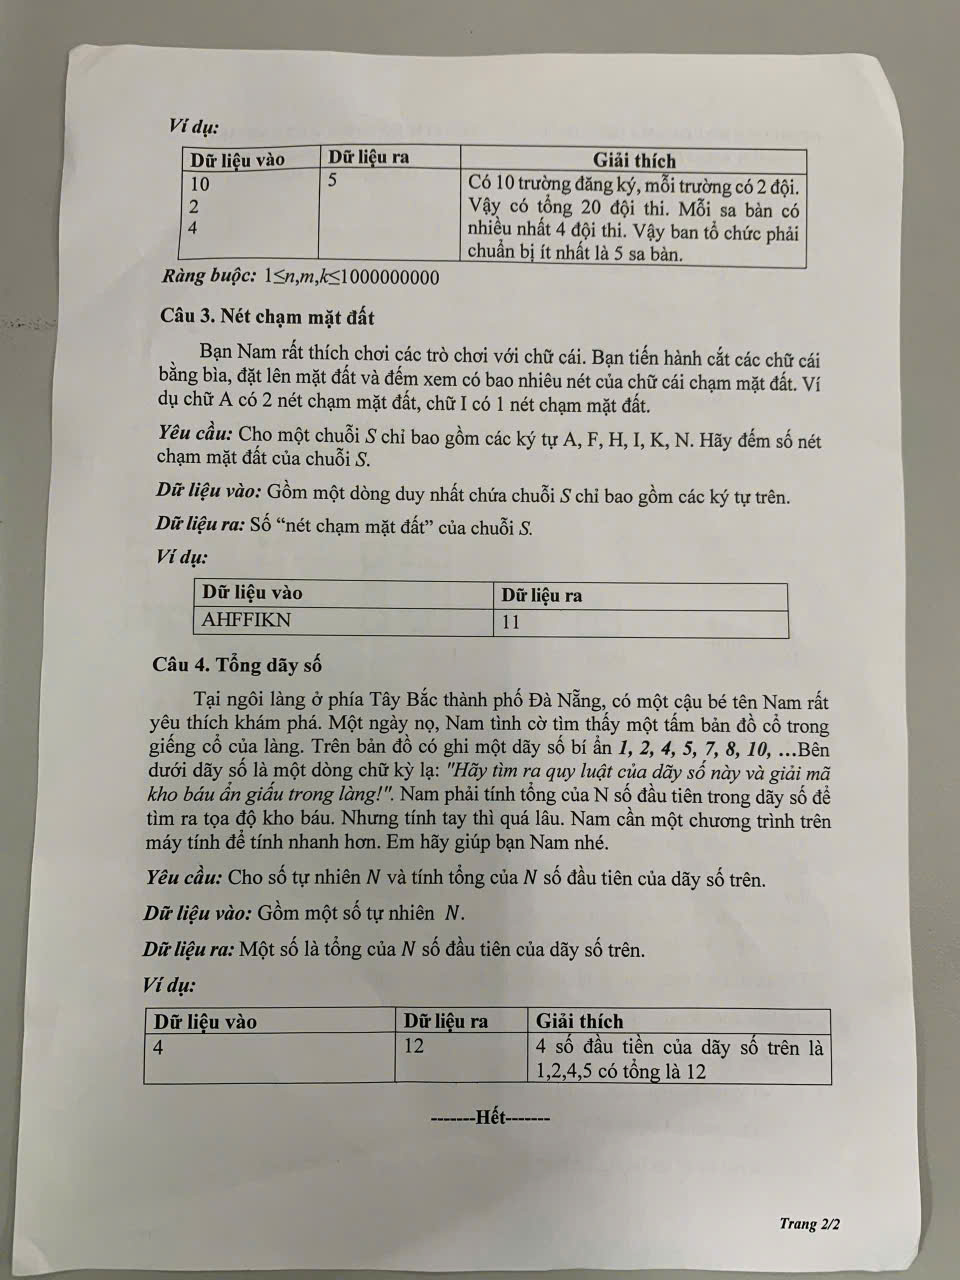 Ví dụ:
Dữ liệu vào Dữ liệu ra Giải thích
10 5 Có 10 trường đăng ký, mỗi trường có 2 đội.
2 Vậy có tổng 20 đội thi. Mỗi sa bàn có
4 nhiều nhất 4 đội thi. Vậy ban tổ chức phải
chuẩn bị ít nhất là 5 sa bàn.
Ràng buộc: 1≤n,m,k≤1000000000
Câu 3. Nét chạm mặt đất
Bạn Nam rất thích chơi các trò chơi với chữ cái. Bạn tiến hành cắt các chữ cái
bằng bìa, đặt lên mặt đất và đếm xem có bao nhiêu nét của chữ cái chạm mặt đất. Ví
dụ chữ A có 2 nét chạm mặt đất, chữ I có 1 nét chạm mặt đất.
Yêu cầu: Cho một chuỗi S chỉ bao gồm các ký tự A, F, H, I, K, N. Hãy đếm số nét
chạm mặt đất của chuỗi S.
Dữ liệu vào: Gồm một dòng duy nhất chứa chuỗi S chỉ bao gồm các ký tự trên.
Dữ liệu ra: Số “nét chạm mặt đất” của chuỗi S.
Ví dụ:
Dữ liệu vào Dữ liệu ra
AHFFIKN 11
Câu 4. Tổng dãy số
Tại ngôi làng ở phía Tây Bắc thành phố Đà Nẵng, có một cậu bé tên Nam rất
yêu thích khám phá. Một ngày nọ, Nam tình cờ tìm thấy một tấm bản đồ cổ trong
giếng cổ của làng. Trên bản đồ có ghi một dãy số bí ẩn 1, 2, 4, 5, 7, 8, 10, ...Bên
dưới dãy số là một dòng chữ kỳ lạ: "Hãy tìm ra quy luật của dãy số này và giải mã
kho báu ẩn giấu trong làng!". Nam phải tính tổng của N số đầu tiên trong dãy số để
tìm ra tọa độ kho báu. Nhưng tính tay thì quá lâu. Nam cần một chương trình trên
máy tính để tính nhanh hơn. Em hãy giúp bạn Nam nhé.
Yêu cầu: Cho số tự nhiên N và tính tổng của N số đầu tiên của dãy số trên.
Dữ liệu vào: Gồm một số tự nhiên N.
Dữ liệu ra: Một số là tổng của N số đầu tiên của dãy số trên.
Ví dụ:
Dữ liệu vào Dữ liệu ra Giải thích
4 12 4 số đầu tiền của dãy số trên là
1,2,4,5 có tổng là 12
-------Hết-------
Trang 2/2